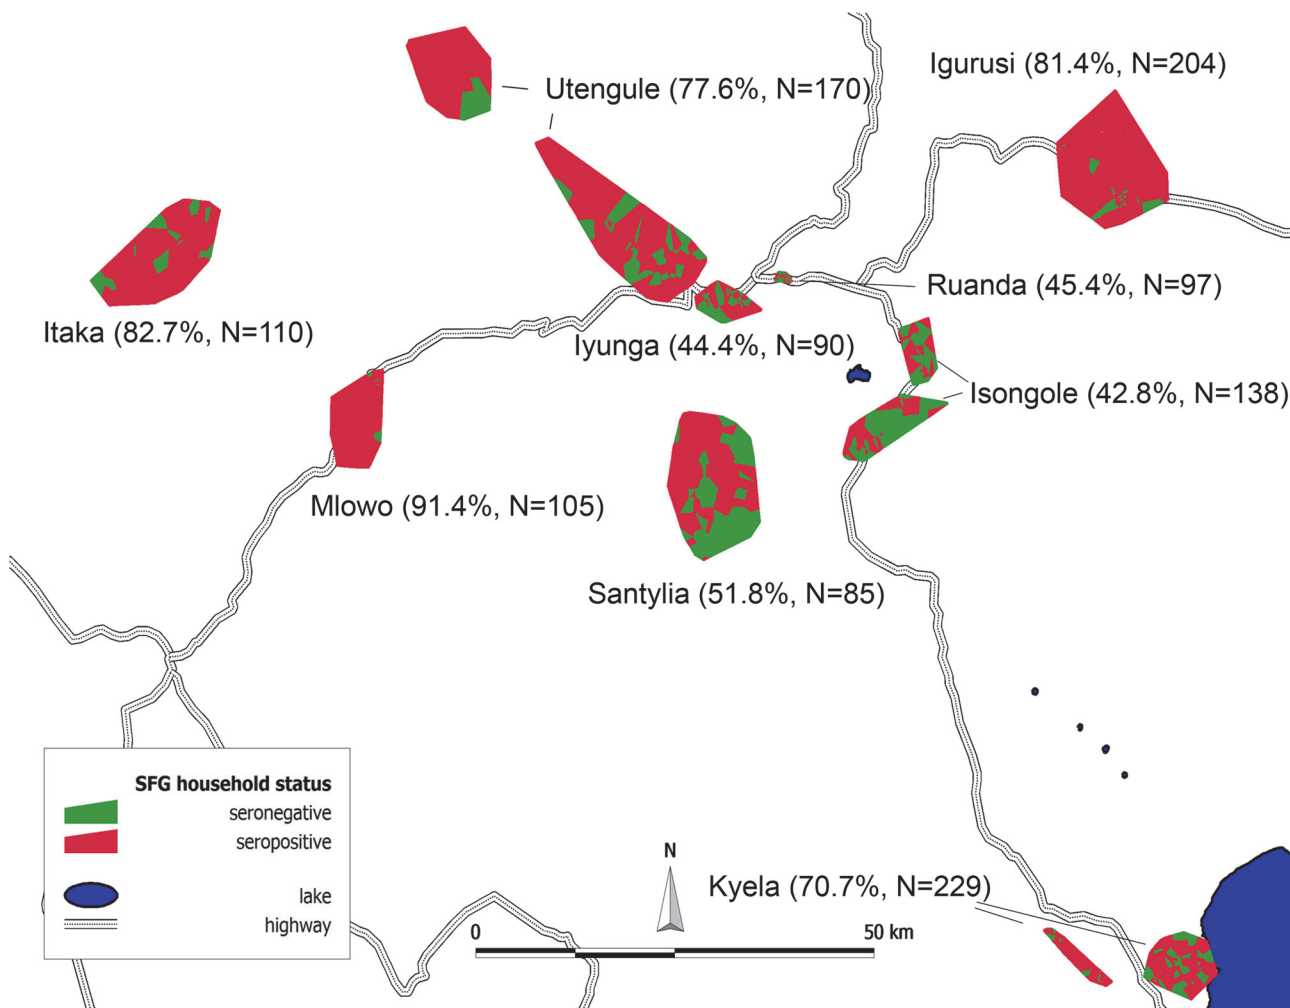 Igurusi (81.4%, N=204)
Utengule (77.6%, N=170)
Ruanda (45.4%, N=97)
Itaka (82.7%, N=110)
Iyunga (44.4%, N=90)
Isongole (42.8%, N=138)
Mlowo (91.4%, N=105)
Santylia (51.8%, N=85)
SFG household status
seronegative
seropositive
lake
highway
N
Kyela (70.7%, N=229)
0
50 km